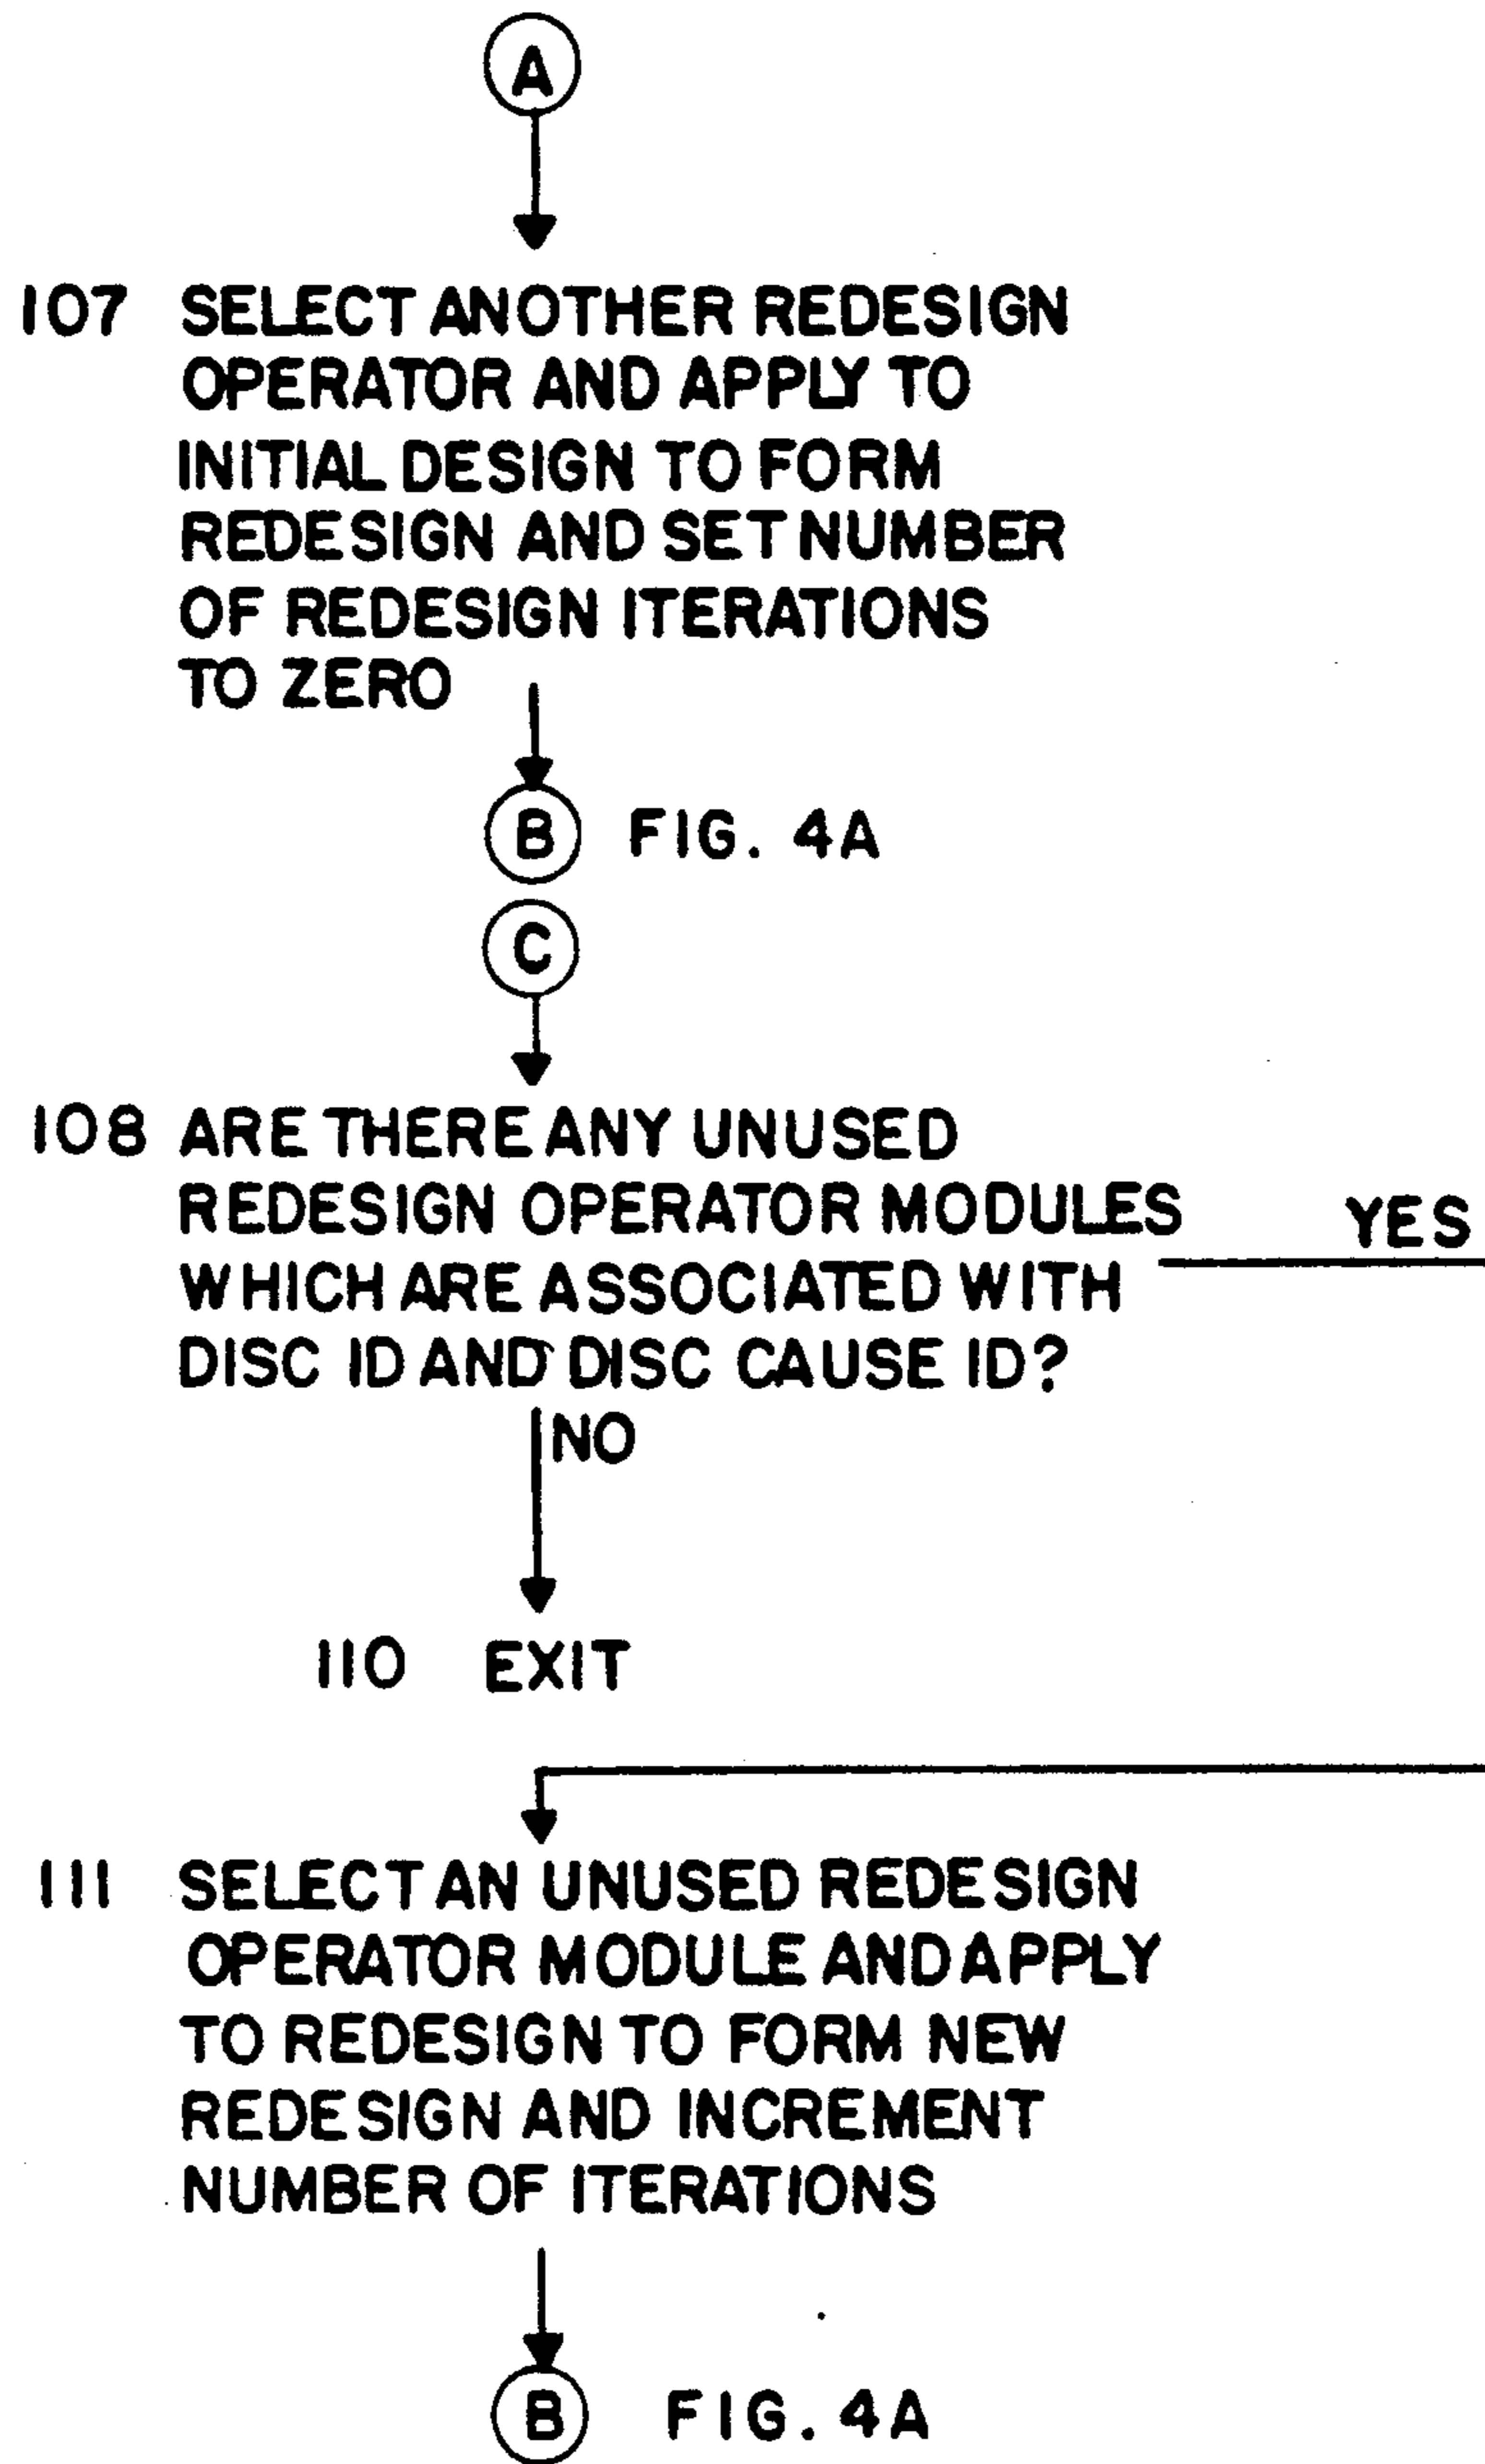 A
107 SELECT ANOTHER REDESIGN
OPERATOR AND APPLY TO
INITIAL DESIGN TO FORM
REDESIGN AND SET NUMBER
OF REDESIGN ITERATIONS
TO ZERO
B FIG. 4A
C
108 ARE THERE ANY UNUSED
REDESIGN OPERATOR MODULES
YES
WHICH ARE ASSOCIATED WITH
DISC ID AND DISC CAUSE ID?
NO
110 EXIT
111 SELECT AN UNUSED REDESIGN
OPERATOR MODULE AND APPLY
TO REDESIGN TO FORM NEW
REDESIGN AND INCREMENT
NUMBER OF ITERATIONS
B FIG. 4A